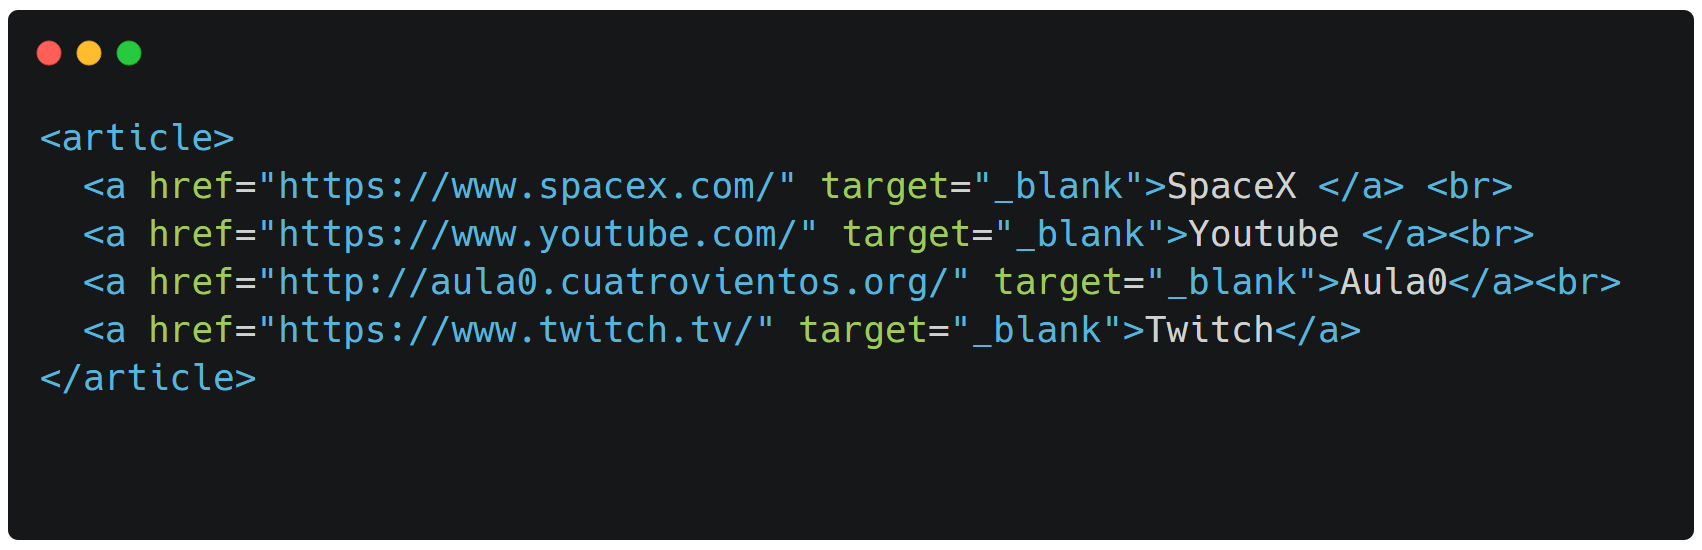 <article>
  <a href="https://www.spacex.com/" target="_blank">SpaceX </a> <br>
  <a href="https://www.youtube.com/" target="_blank">Youtube </a><br>
  <a href="http://aula0.cuatrovientos.org/" target="_blank">Aula0</a><br>
  <a href="https://www.twitch.tv/" target="_blank">Twitch</a>
</article>